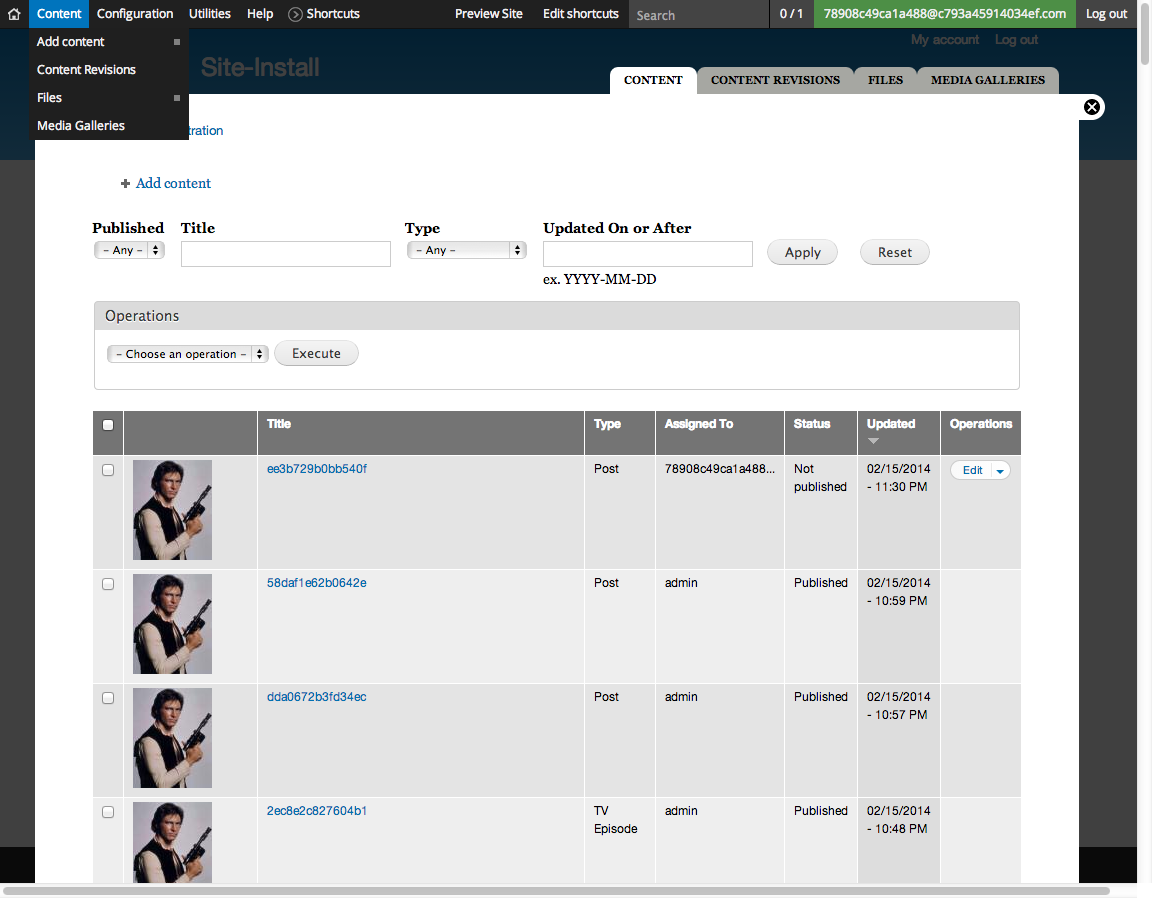 Content Configuration Utilities Help Shortcuts Preview Site Edit shortcuts Search 0 / 1 78908c49ca1a488@c793a45914034ef.com Log out
Add content
Content Revisions
Files
Media Galleries
My account Log out
Site-Install
CONTENT CONTENT REVISIONS FILES MEDIA GALLERIES
tration
Add content
Published Title Type Updated On or After
- Any - - Any - Apply Reset
ex. YYYY-MM-DD
Operations
- Choose an operation - Execute
Title Type Assigned To Status Updated Operations
ee3b729b0bb540f Post 78908c49ca1a488... Not 02/15/2014 Edit
published - 11:30 PM
58daf1e62b0642e Post admin Published 02/15/2014
- 10:59 PM
dda0672b3fd34ec Post admin Published 02/15/2014
- 10:57 PM
2ec8e2c827604b1 TV admin Published 02/15/2014
Episode - 10:48 PM